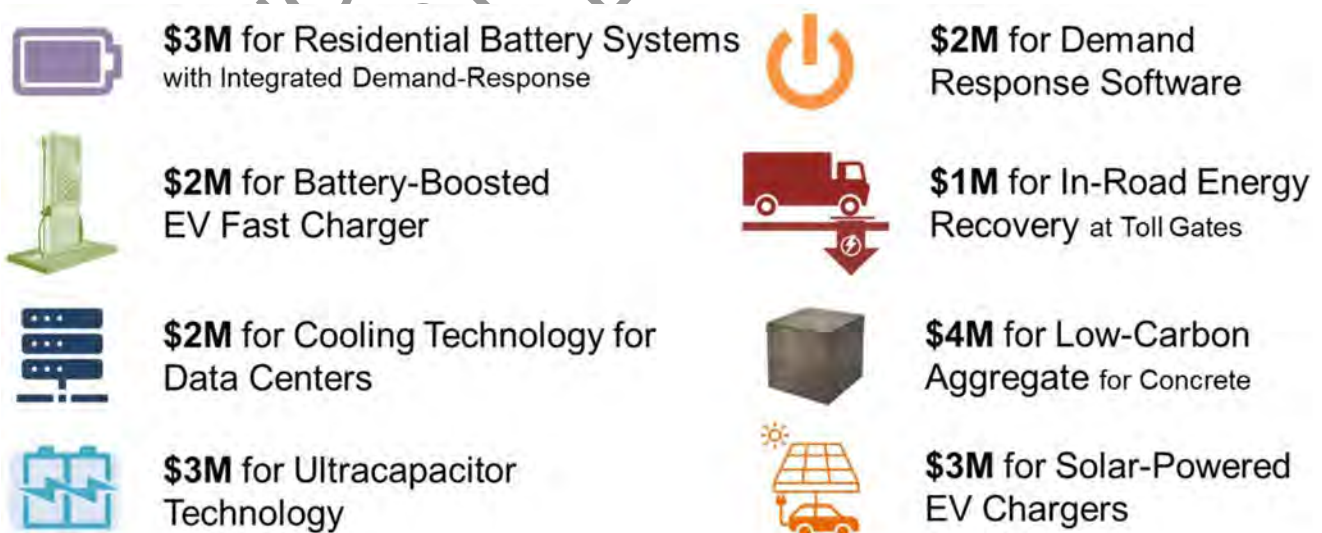 $3M for Residential Battery Systems
with Integrated Demand-Response
$2M for Battery-Boosted
EV Fast Charger
$2M for Cooling Technology for
Data Centers
$3M for Ultracapacitor
Technology
$2M for Demand
Response Software
$1M for In-Road Energy
Recovery at Toll Gates
$4M for Low-Carbon
Aggregate for Concrete
$3M for Solar-Powered
EV Chargers